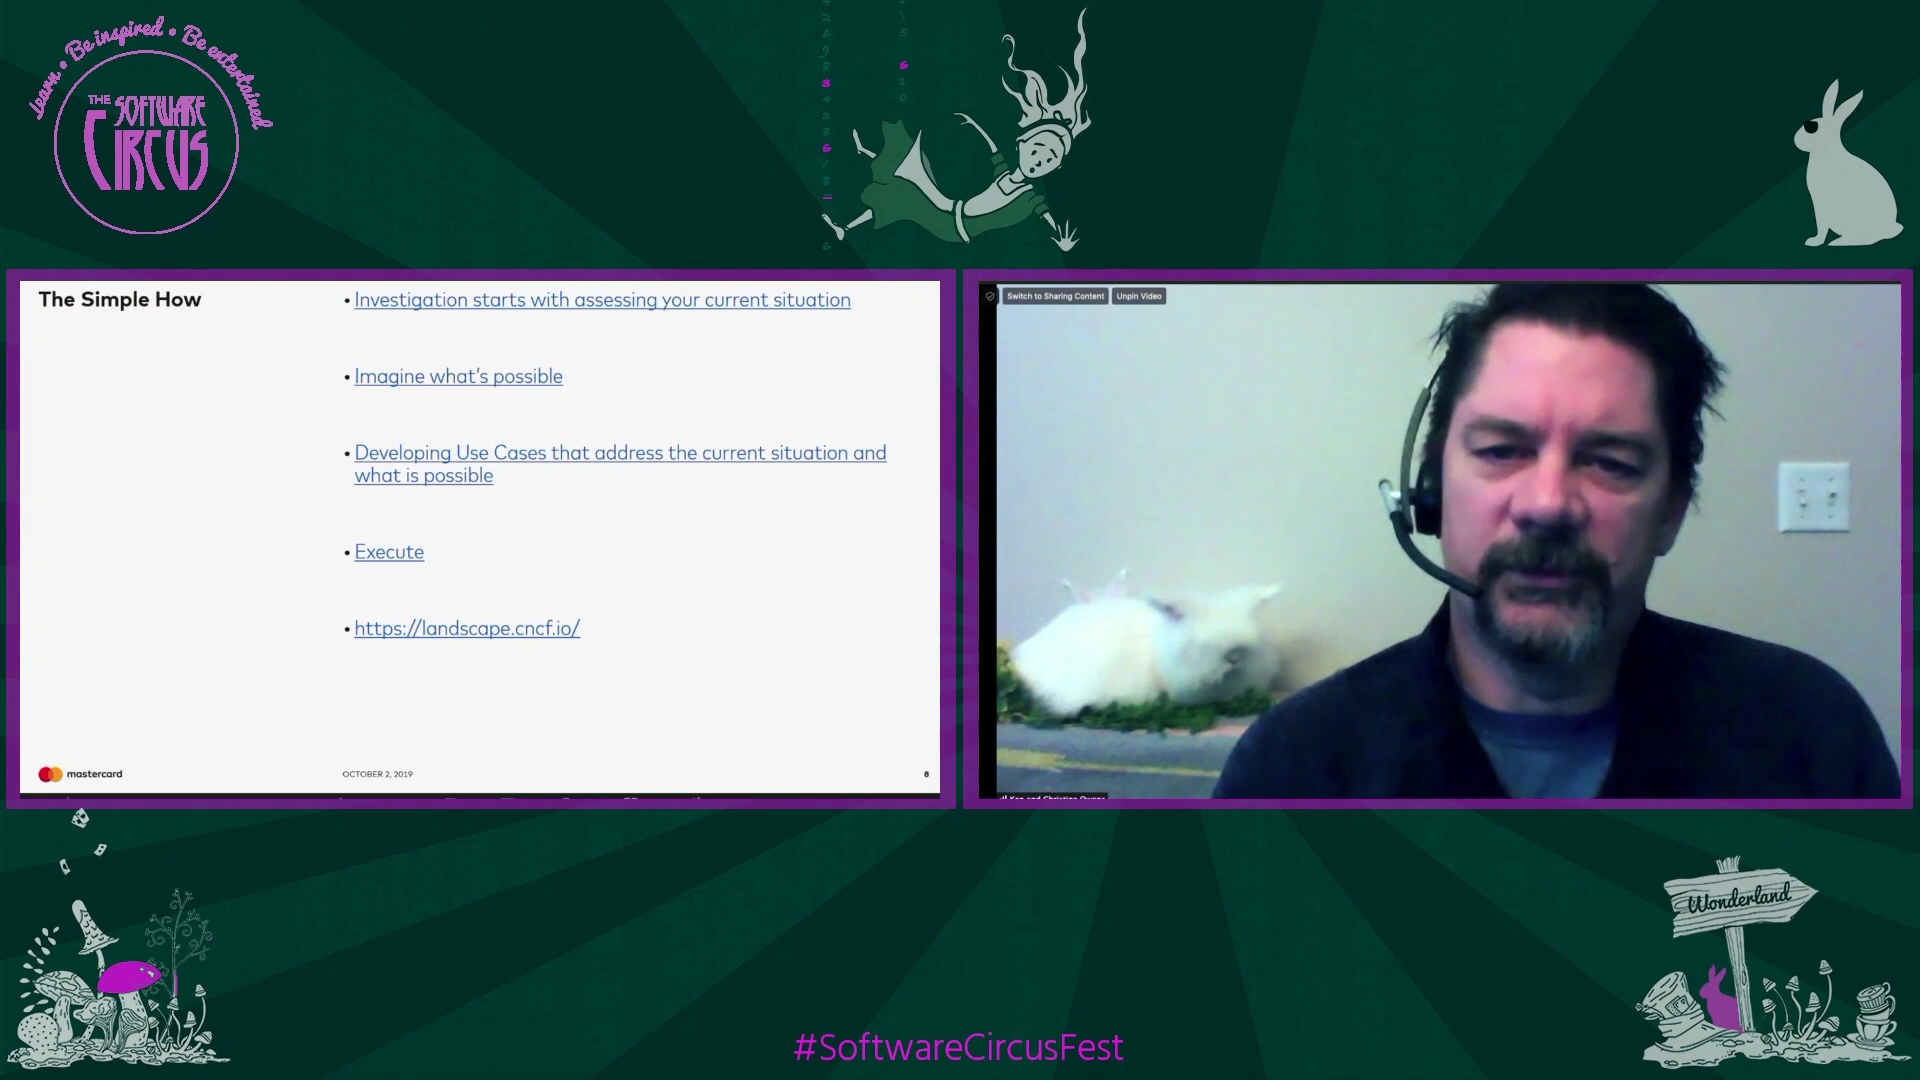 learn • Be inspired • Be entertained
THE SOFTWARE
CIRCUS
The Simple How
• Investigation starts with assessing your current situation
• Imagine what's possible
• Developing Use Cases that address the current situation and
what is possible
• Execute
• https://landscape.cncf.io/
mastercard
OCTOBER 2, 2019
8
Switch to Sharing Content
Unpin Video
Wonderland
#SoftwareCircusFest